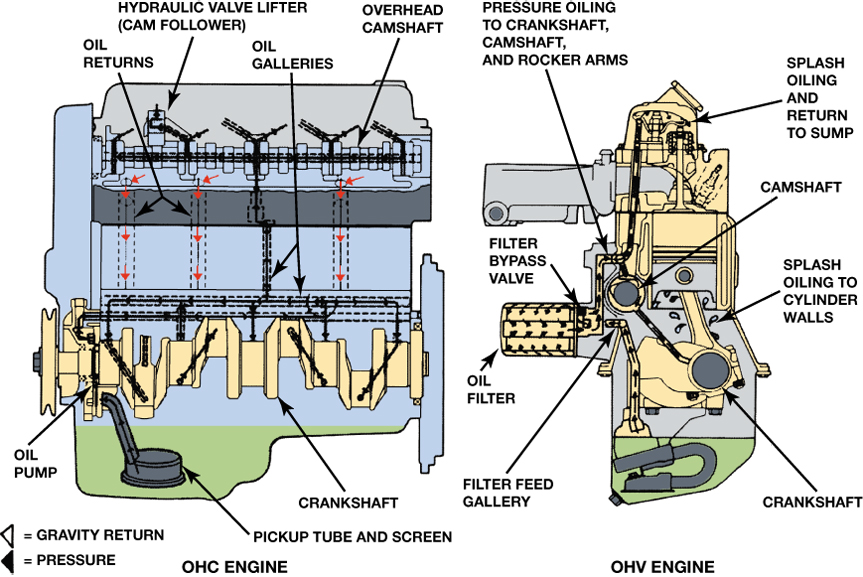 HYDRAULIC VALVE LIFTER
(CAM FOLLOWER)
OIL
RETURNS
OIL
GALLERIES
OVERHEAD
CAMSHAFT
OIL
PUMP
CRANKSHAFT
PICKUP TUBE AND SCREEN
= GRAVITY RETURN
= PRESSURE
OHC ENGINE
PRESSURE OILING
TO CRANKSHAFT,
CAMSHAFT,
AND ROCKER ARMS
SPLASH
OILING
AND
RETURN
TO SUMP
CAMSHAFT
FILTER
BYPASS
VALVE
SPLASH
OILING TO
CYLINDER
WALLS
OIL
FILTER
FILTER FEED
GALLERY
CRANKSHAFT
OHV ENGINE